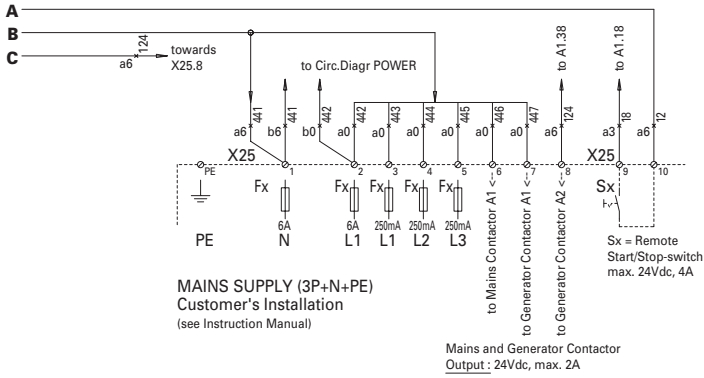 A
B
C
124
a6
towards
X25.8
to Circ.Diagr POWER
to A1.38
to A1.18
441
441
442
442
443
444
445
446
447
124
18
12
a6
b6
b0
a0
a0
a0
a0
a0
a0
a6
a3
a6
X25
X25
PE
1
2
3
4
5
6
7
8
9
10
Fx
Fx
Fx
Fx
Fx
Sx
6A
6A
250mA
250mA
250mA
PE
N
L1
L1
L2
L3
to Mains Contactor A1 <
to Generator Contactor A1 <
to Generator Contactor A2 <
Sx = Remote
Start/Stop-switch
max. 24Vdc, 4A
MAINS SUPPLY (3P+N+PE)
Customer's Installation
(see Instruction Manual)
Mains and Generator Contactor
Output : 24Vdc, max. 2A